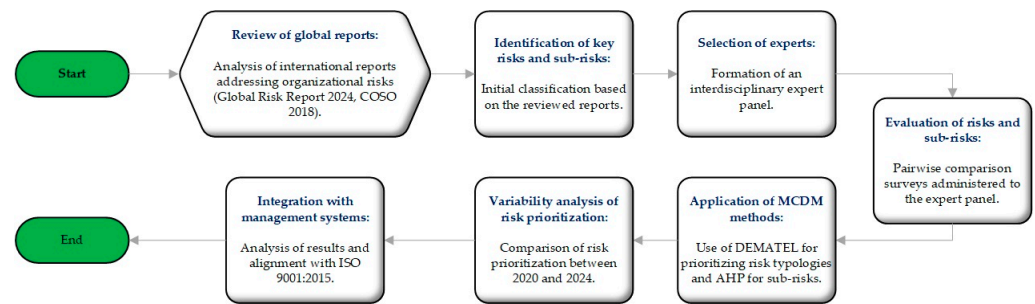 Start
Review of global reports:
Analysis of international reports
addressing organizational risks
(Global Risk Report 2024, COSO
2018).
Identification of key
risks and sub-risks:
Initial classification based
on the reviewed reports.
Selection of experts:
Formation of an
interdisciplinary expert
panel.
Evaluation of risks and
sub-risks:
Pairwise comparison
surveys administered to
the expert panel.
Application of MCDM
methods:
Use of DEMATEL for
prioritizing risk typologies
and AHP for sub-risks.
Variability analysis of
risk prioritization:
Comparison of risk
prioritization between
2020 and 2024.
Integration with
management systems:
Analysis of results and
alignment with ISO
9001:2015.
End